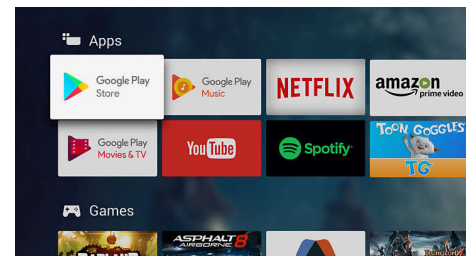 Apps
Google Play
Store
Google Play
Music
NETFLIX
amazon
prime video
Google Play
Movies & TV
YouTube
Spotify
TOON GOGGLES
TG
Games
BADLAND
ASPHALT 8
AIRBORNE